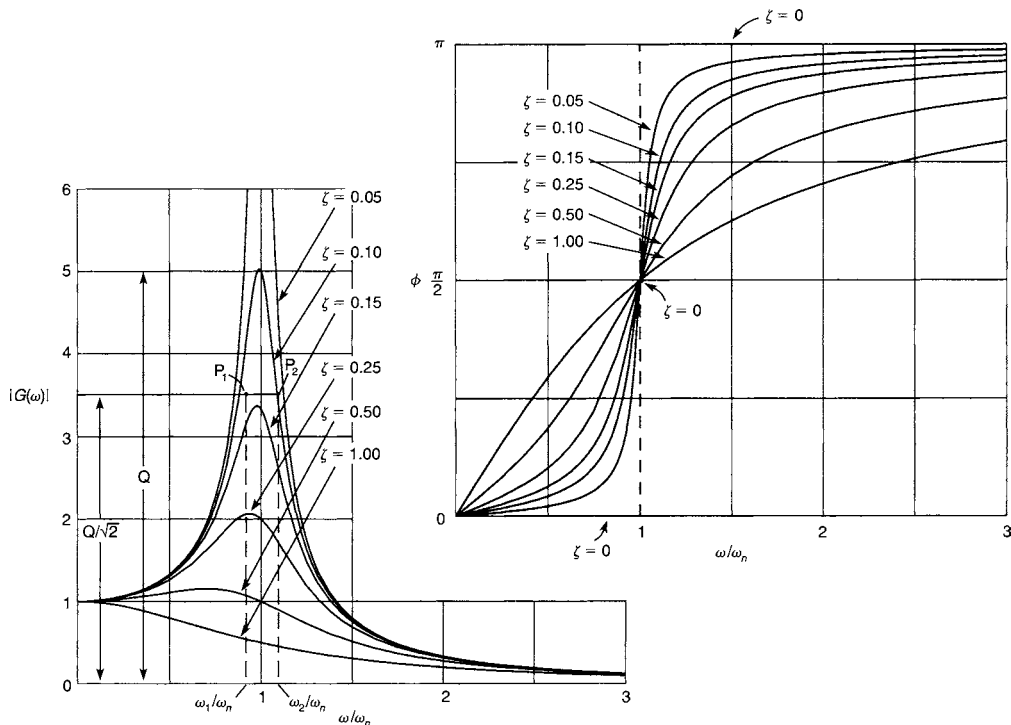 6
5
4
3
2
1
0
|G(ω)|
Q/√2
Q
P₁
P₂
ζ = 0.05
ζ = 0.10
ζ = 0.15
ζ = 0.25
ζ = 0.50
ζ = 1.00
ω₁/ωₙ
1
ω₂/ωₙ
ω/ωₙ
2
3
ζ = 0
π
ζ = 0.05
ζ = 0.10
ζ = 0.15
ζ = 0.25
ζ = 0.50
ζ = 1.00
ϕ π/2
ζ = 0
0
ζ = 0
1
ω/ωₙ
2
3